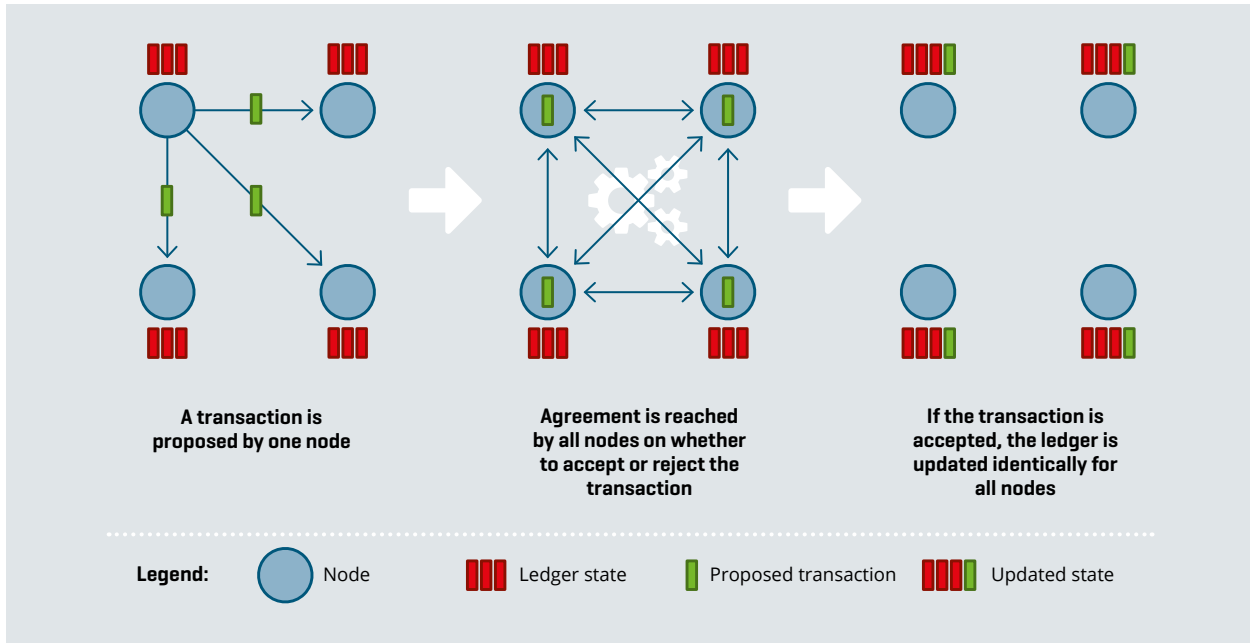 A transaction is
proposed by one node
Agreement is reached
by all nodes on whether
to accept or reject the
transaction
If the transaction is
accepted, the ledger is
updated identically for
all nodes
Legend:
Node
Ledger state
Proposed transaction
Updated state